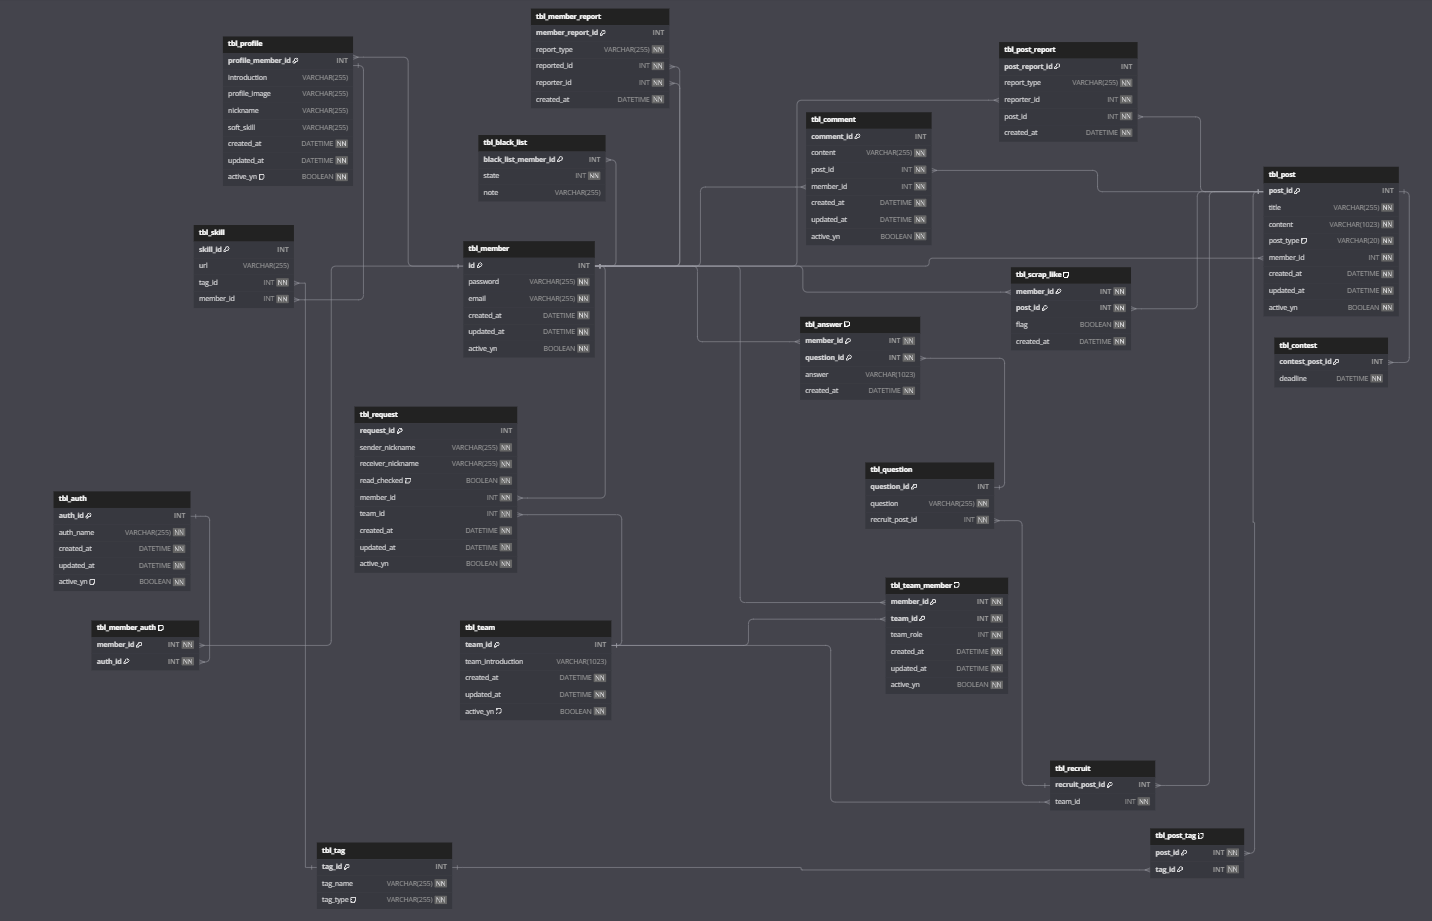 tbl_member_report
member_report_id INT
report_type VARCHAR(255) NN
reported_id INT NN
reporter_id INT NN
created_at DATETIME NN
tbl_profile
profile_member_id INT
introduction VARCHAR(255)
profile_image VARCHAR(255)
nickname VARCHAR(255)
soft_skill VARCHAR(255)
created_at DATETIME NN
updated_at DATETIME NN
active_yn BOOLEAN NN
tbl_post_report
post_report_id INT
report_type VARCHAR(255) NN
reporter_id INT NN
post_id INT NN
created_at DATETIME NN
tbl_comment
comment_id INT
content VARCHAR(255) NN
post_id INT NN
member_id INT NN
created_at DATETIME NN
updated_at DATETIME NN
active_yn BOOLEAN NN
tbl_black_list
black_list_member_id INT
state INT NN
note VARCHAR(255)
tbl_post
post_id INT
title VARCHAR(255) NN
content VARCHAR(1023) NN
post_type VARCHAR(20) NN
member_id INT NN
created_at DATETIME NN
updated_at DATETIME NN
active_yn BOOLEAN NN
tbl_skill
skill_id INT
url VARCHAR(255)
tag_id INT NN
member_id INT NN
tbl_member
id INT
password VARCHAR(255) NN
email VARCHAR(255) NN
created_at DATETIME NN
updated_at DATETIME NN
active_yn BOOLEAN NN
tbl_scrap_like
member_id INT NN
post_id INT NN
flag BOOLEAN NN
created_at DATETIME NN
tbl_answer
member_id INT NN
question_id INT NN
answer VARCHAR(1023)
created_at DATETIME NN
tbl_contest
contest_post_id INT
deadline DATETIME NN
tbl_request
request_id INT
sender_nickname VARCHAR(255) NN
receiver_nickname VARCHAR(255) NN
read_checked BOOLEAN NN
member_id INT NN
team_id INT NN
created_at DATETIME NN
updated_at DATETIME NN
active_yn BOOLEAN NN
tbl_question
question_id INT
question VARCHAR(255) NN
recruit_post_id INT NN
tbl_auth
auth_id INT
auth_name VARCHAR(255) NN
created_at DATETIME NN
updated_at DATETIME NN
active_yn BOOLEAN NN
tbl_team_member
member_id INT NN
team_id INT NN
team_role INT NN
created_at DATETIME NN
updated_at DATETIME NN
active_yn BOOLEAN NN
tbl_member_auth
member_id INT NN
auth_id INT NN
tbl_team
team_id INT
team_introduction VARCHAR(1023)
created_at DATETIME NN
updated_at DATETIME NN
active_yn BOOLEAN NN
tbl_recruit
recruit_post_id INT
team_id INT NN
tbl_post_tag
post_id INT NN
tag_id INT NN
tbl_tag
tag_id INT
tag_name VARCHAR(255) NN
tag_type VARCHAR(255) NN